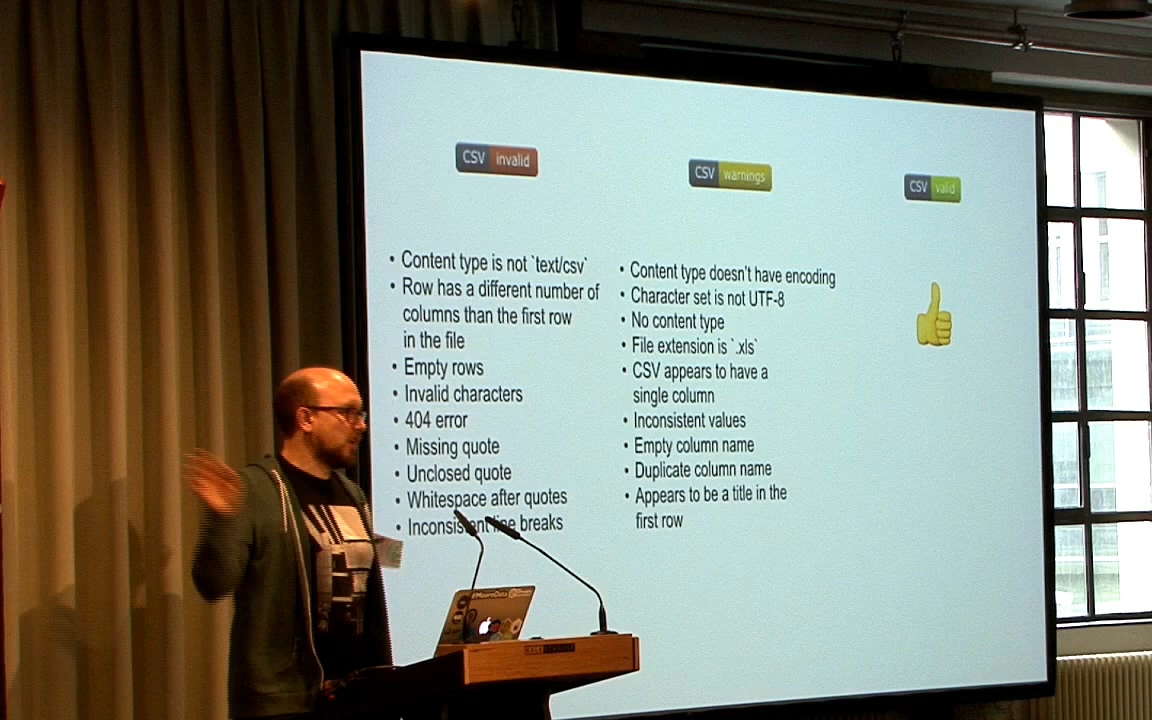 CSV invalid
• Content type is not `text/csv`
• Row has a different number of
columns than the first row
in the file
• Empty rows
• Invalid characters
• 404 error
• Missing quote
• Unclosed quote
• Whitespace after quotes
• Inconsistent line breaks
CSV warnings
• Content type doesn't have encoding
• Character set is not UTF-8
• No content type
• File extension is `.xls`
• CSV appears to have a
single column
• Inconsistent values
• Empty column name
• Duplicate column name
• Appears to be a title in the
first row
CSV valid
#MooreData